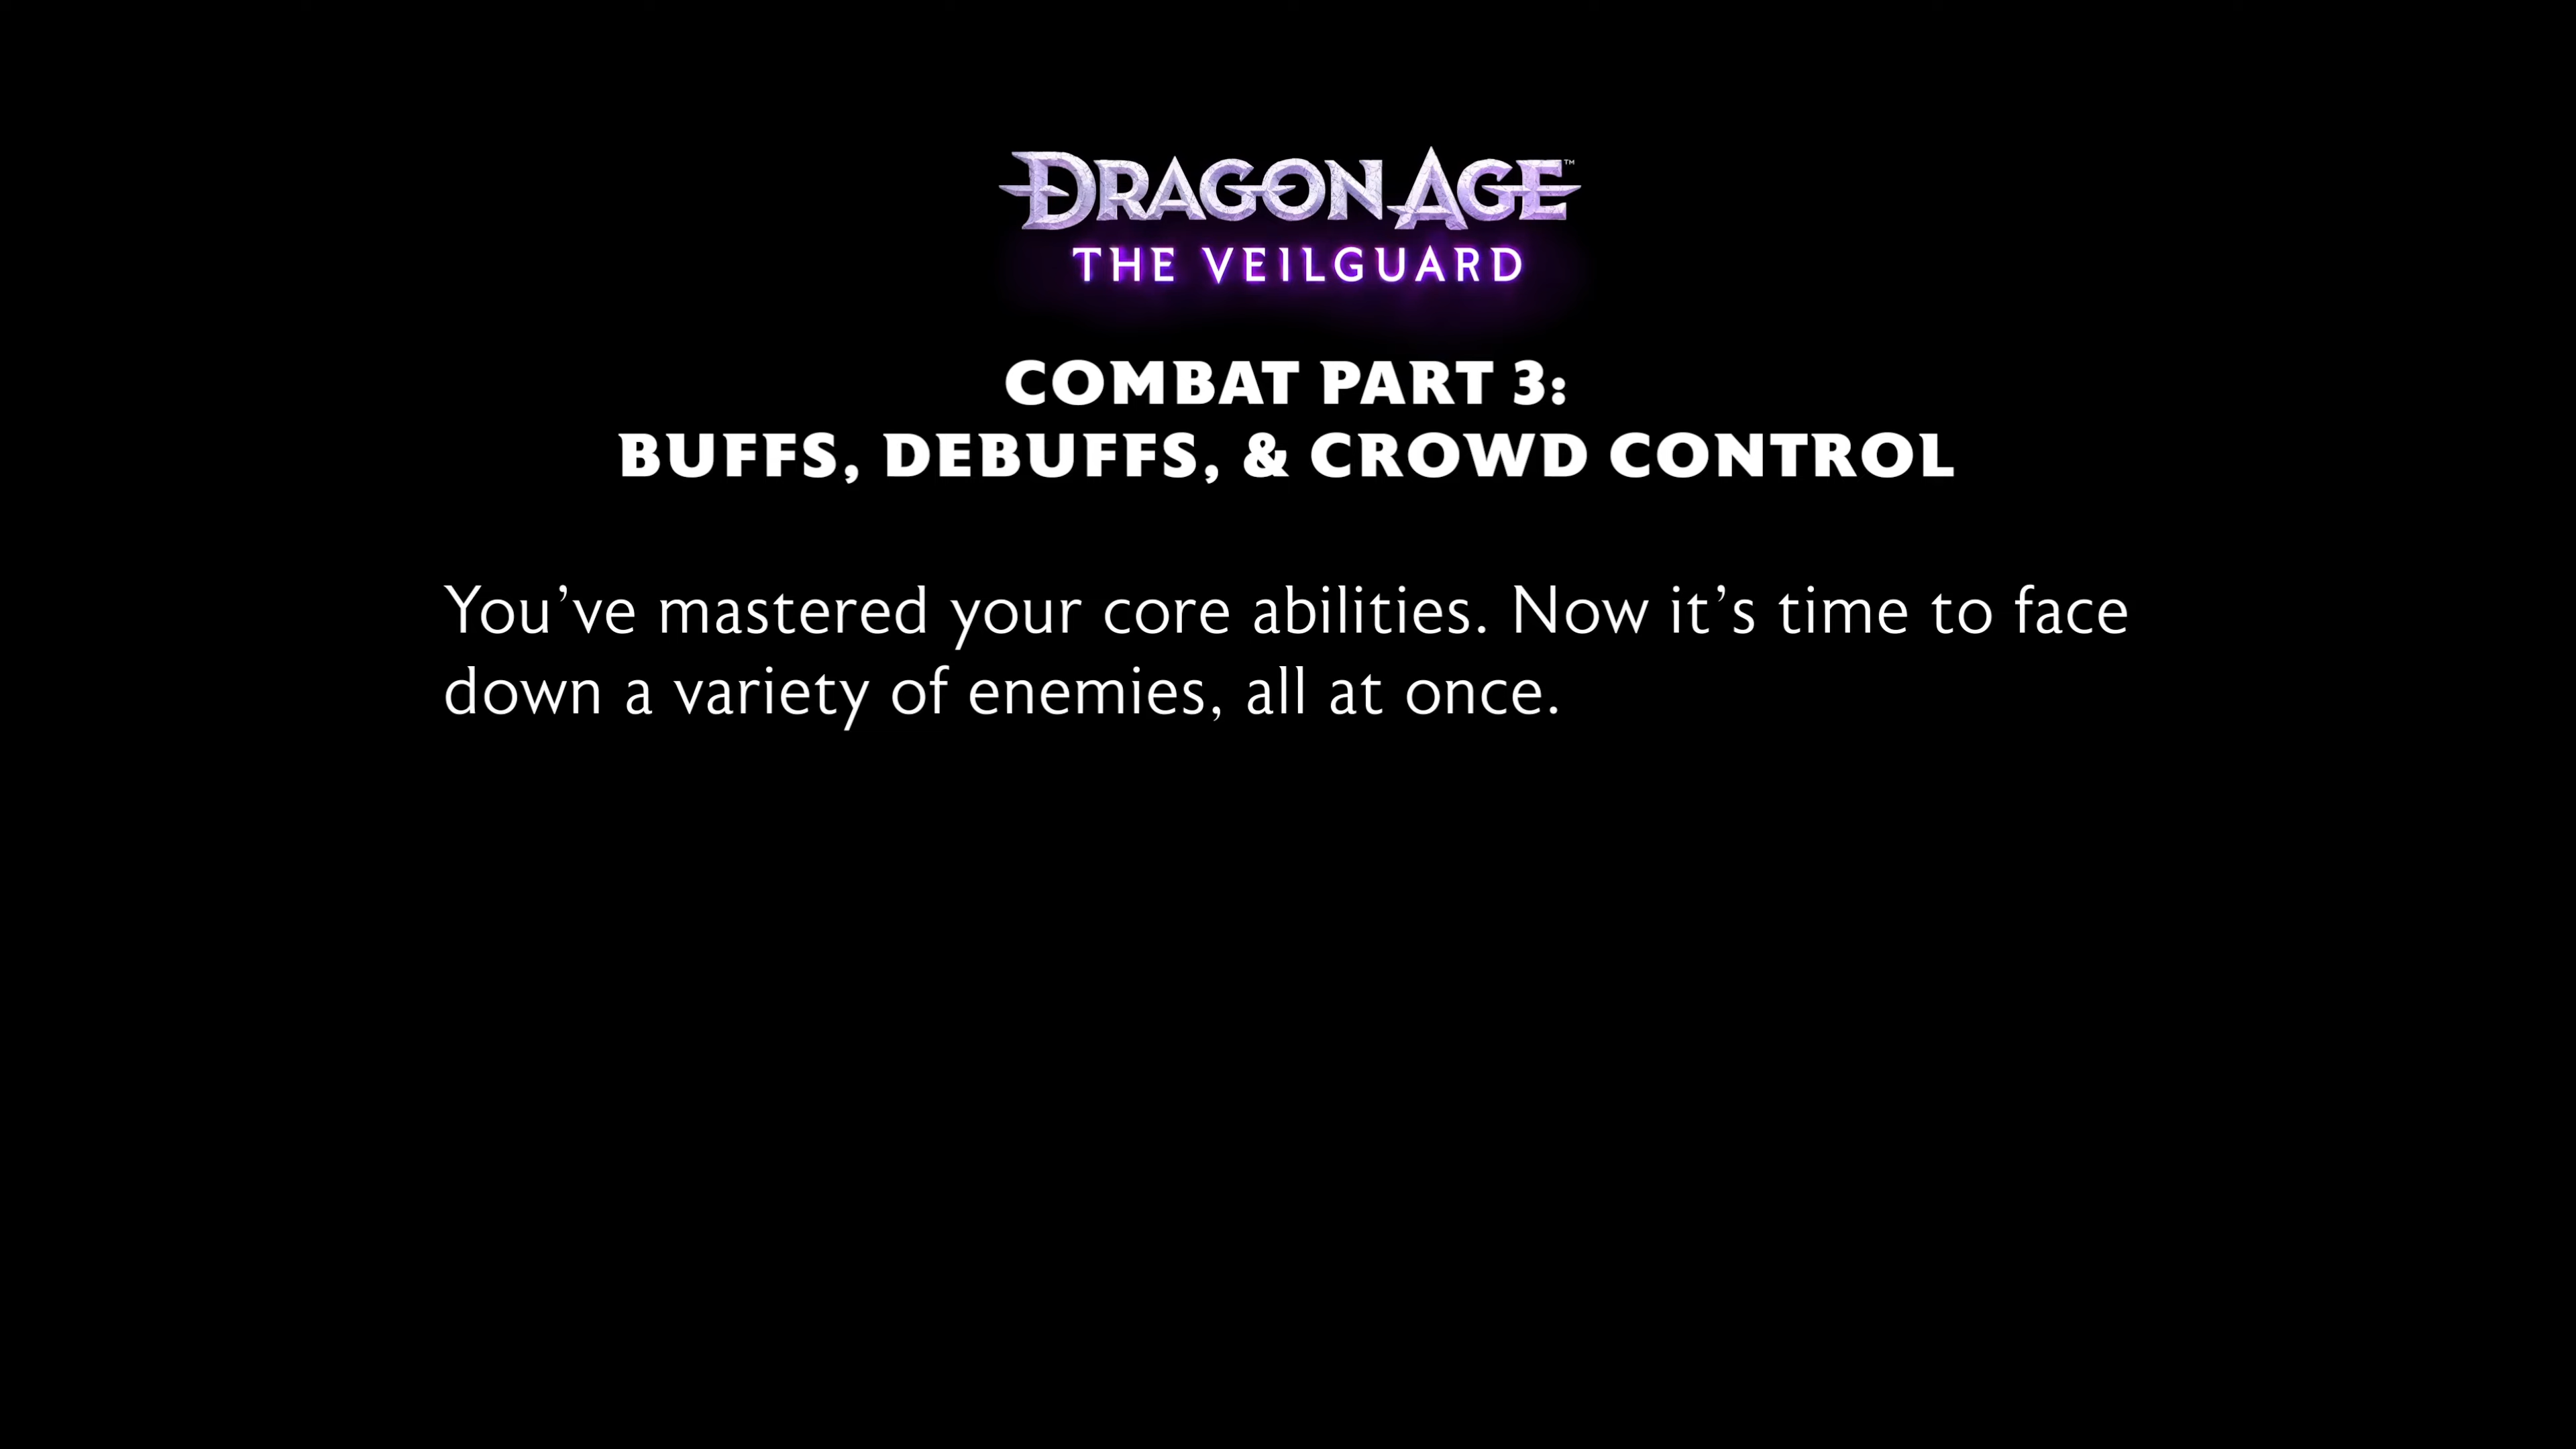 DRAGON AGE™
THE VEILGUARD
COMBAT PART 3:
BUFFS, DEBUFFS, & CROWD CONTROL
You’ve mastered your core abilities. Now it’s time to face
down a variety of enemies, all at once.